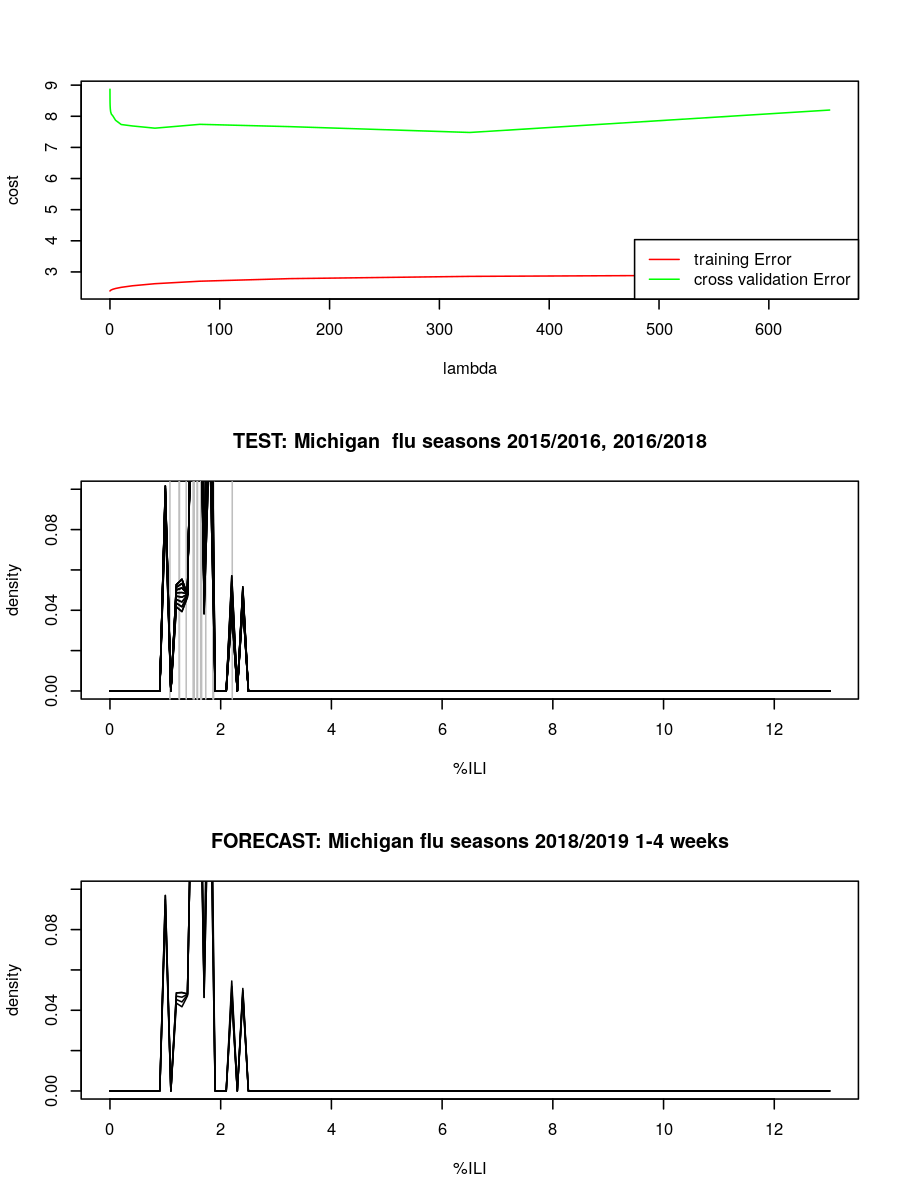 9
8
7
6
5
4
3
cost
training Error
cross validation Error
0 100 200 300 400 500 600
lambda
TEST: Michigan  flu seasons 2015/2016, 2016/2018
0.08
0.04
0.00
density
0 2 4 6 8 10 12
%ILI
FORECAST: Michigan flu seasons 2018/2019 1-4 weeks
0.08
0.04
0.00
density
0 2 4 6 8 10 12
%ILI